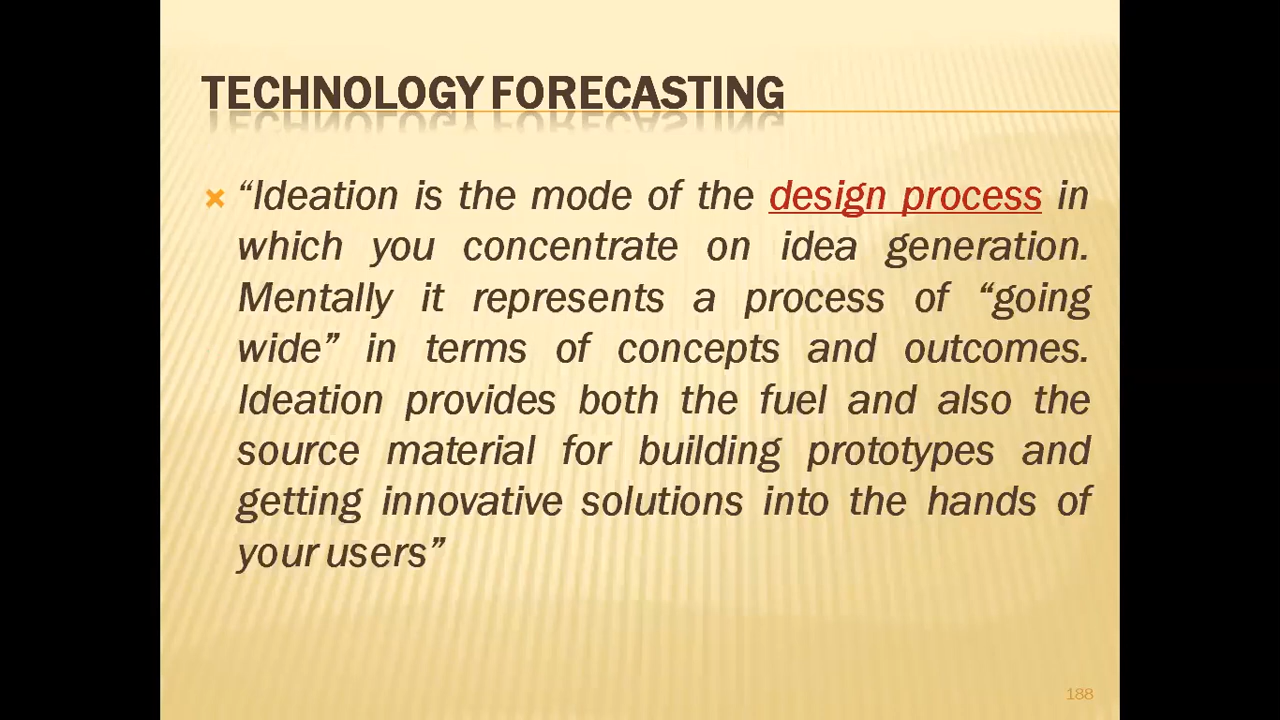 TECHNOLOGY FORECASTING
“Ideation is the mode of the design process in
which you concentrate on idea generation.
Mentally it represents a process of “going
wide” in terms of concepts and outcomes.
Ideation provides both the fuel and also the
source material for building prototypes and
getting innovative solutions into the hands of
your users”
188